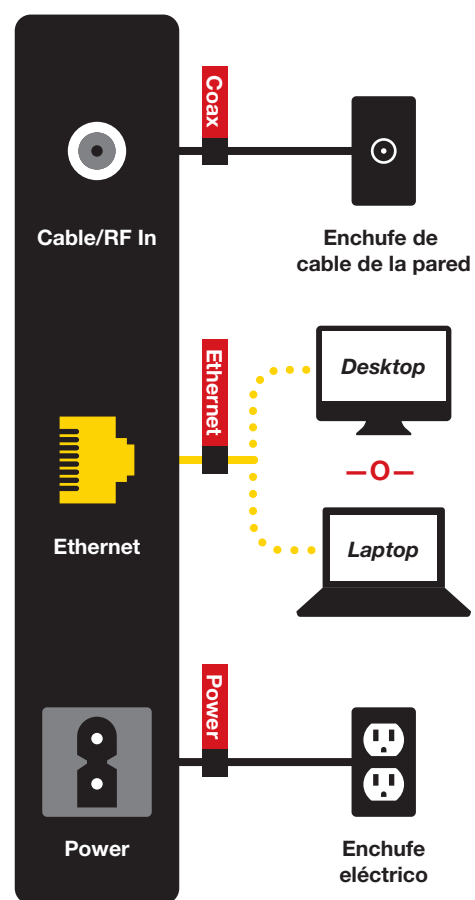 Coax
Cable/RF In
Enchufe de
cable de la pared
Ethernet
Desktop
—O—
Ethernet
Laptop
Power
Power
Enchufe
eléctrico